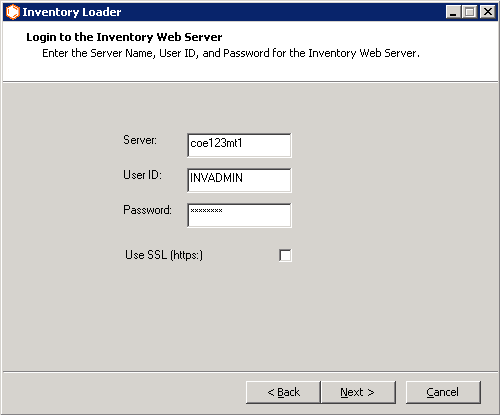 Inventory Loader
Login to the Inventory Web Server
Enter the Server Name, User ID, and Password for the Inventory Web Server.
Server: coe123mt1
User ID: INVADMIN
Password: ********
Use SSL (https:)
< Back Next > Cancel